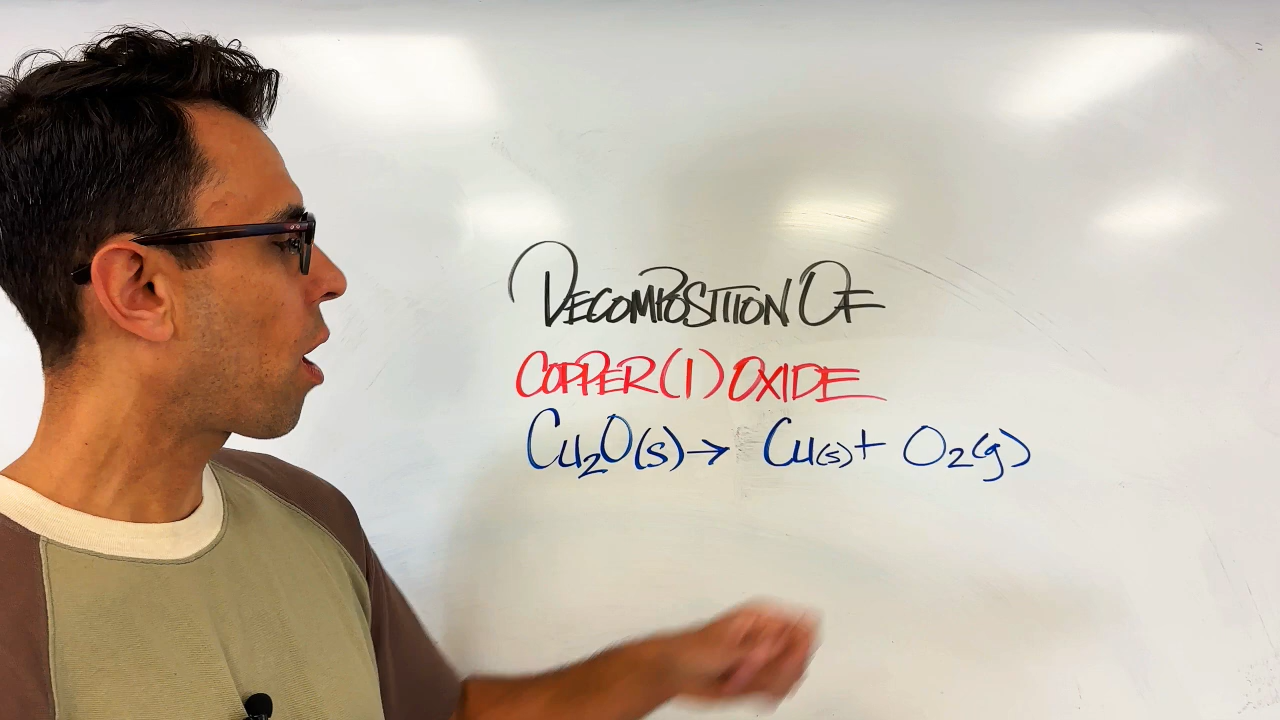 DECOMPOSITION OF
COPPER (I) OXIDE
Cu₂O(s) → Cu(s) + O₂(g)